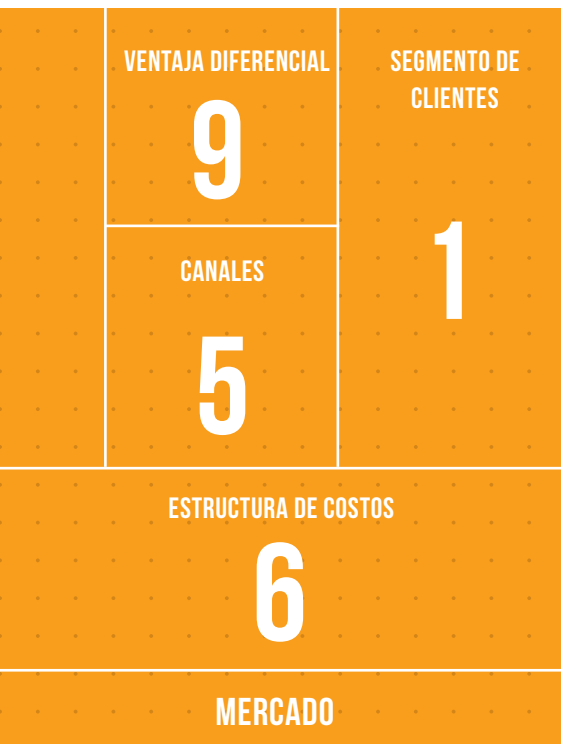 VENTAJA DIFERENCIAL
9
CANALES
5
SEGMENTO DE
CLIENTES
1
ESTRUCTURA DE COSTOS
6
MERCADO